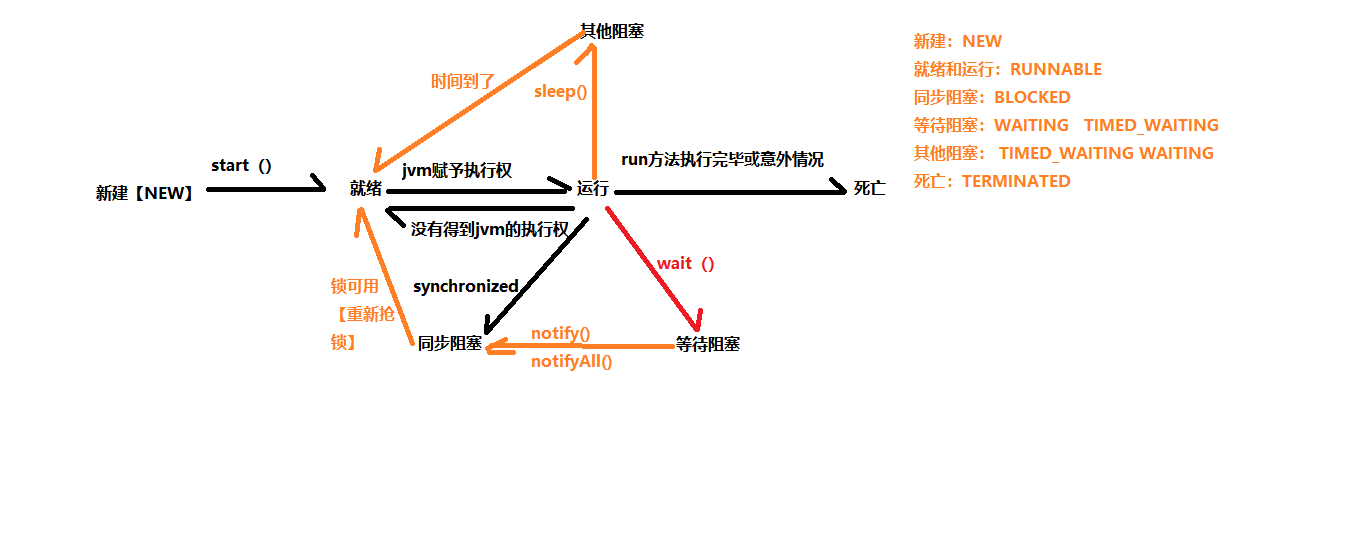 其他阻塞
时间到了
sleep()
新建：NEW
就绪和运行：RUNNABLE
同步阻塞：BLOCKED
等待阻塞：WAITING   TIMED_WAITING
其他阻塞： TIMED_WAITING WAITING
死亡：TERMINATED
start（）
jvm赋予执行权
run方法执行完毕或意外情况
新建【NEW】
就绪
运行
死亡
没有得到jvm的执行权
wait（）
锁可用
【重新抢
锁】
synchronized
同步阻塞
notify()
notifyAll()
等待阻塞